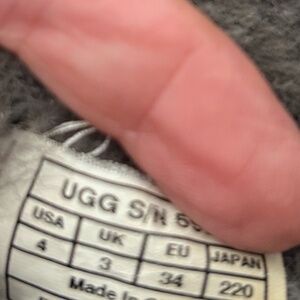 UGG S/N
USA UK EU JAPAN
4 3 34 220
Made In